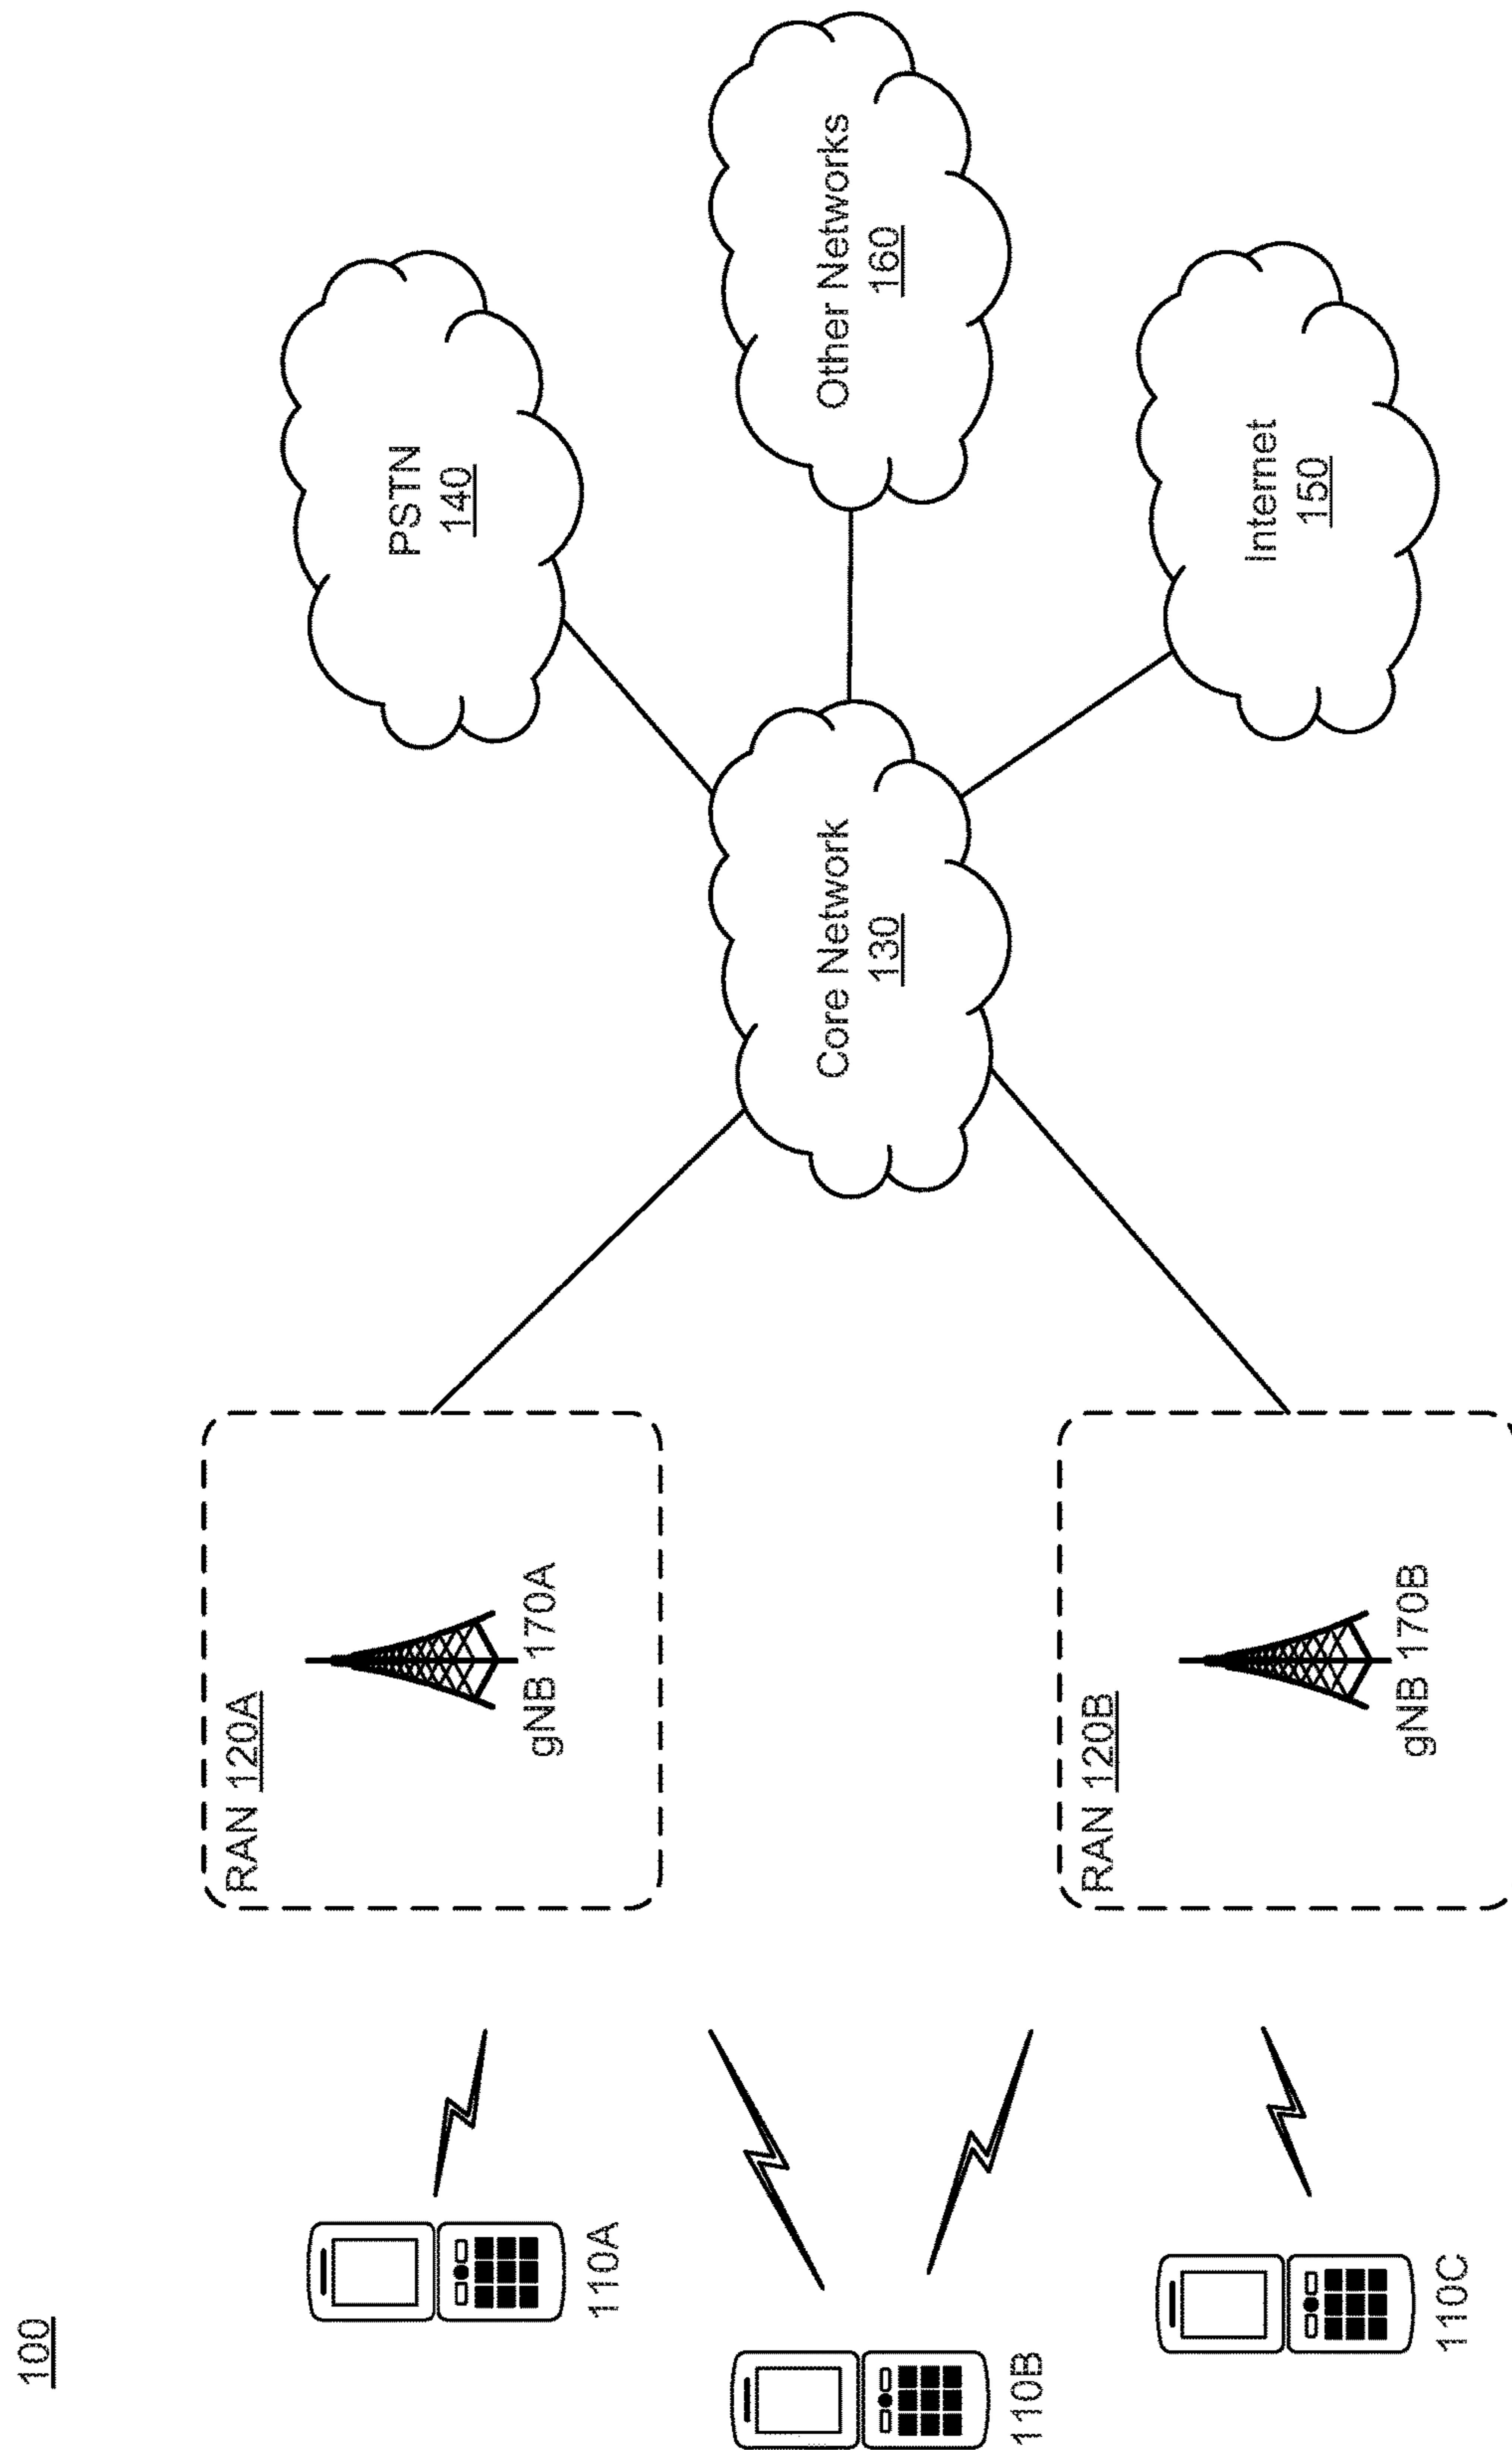 100
110A
110B
110C
RAN 120A
gNB 170A
RAN 120B
gNB 170B
Core Network
130
PSTN
140
Other Networks
160
Internet
150